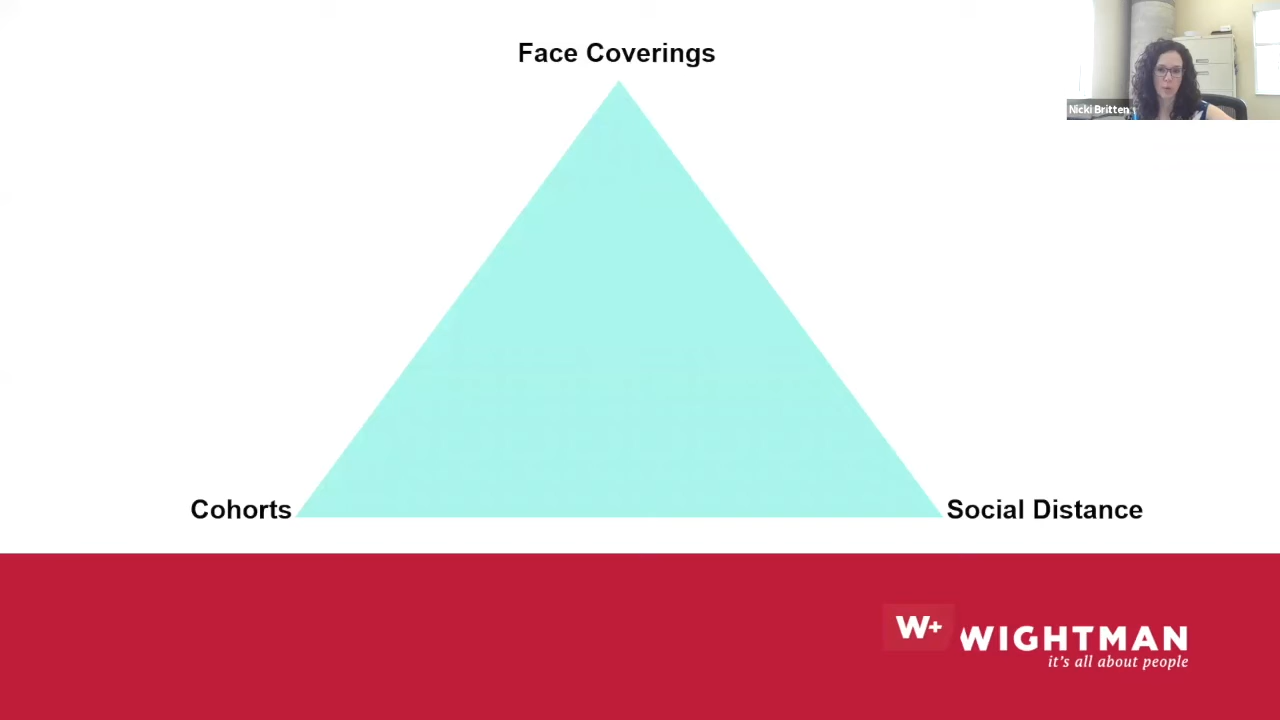 Face Coverings
Nicki Britten
Cohorts
Social Distance
W+ WIGHTMAN
it's all about people